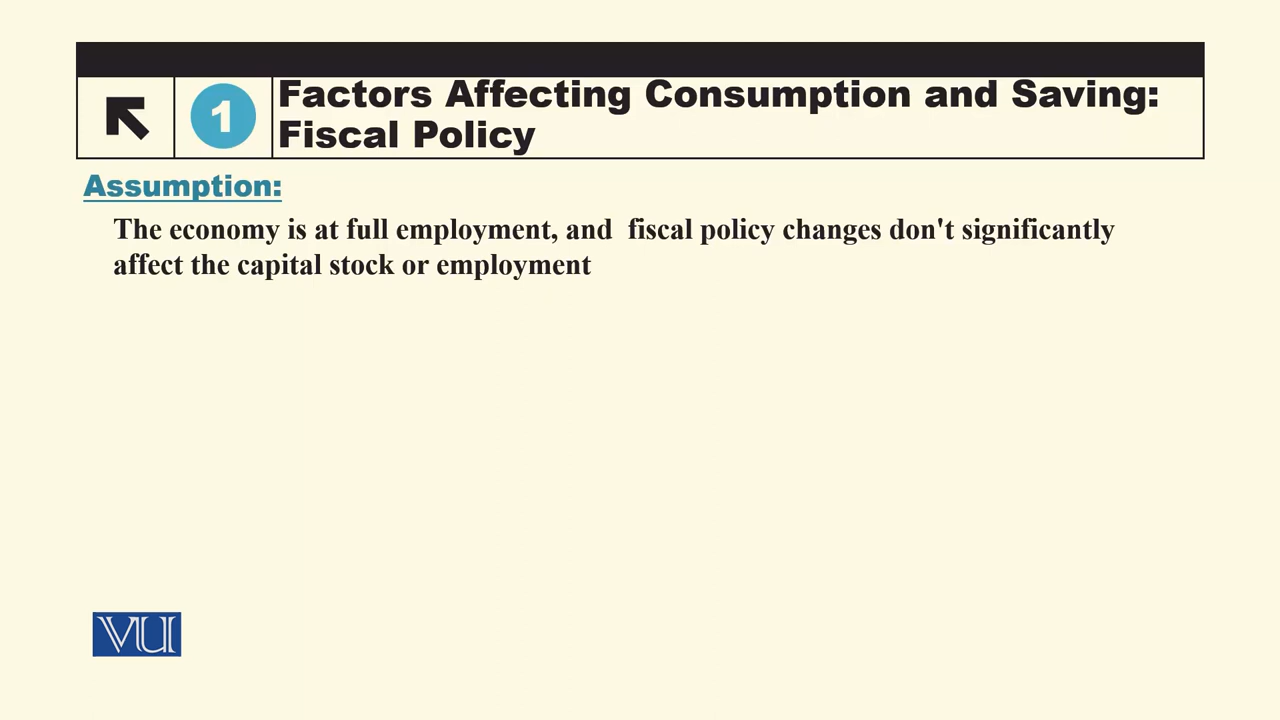 1
Factors Affecting Consumption and Saving:
Fiscal Policy
Assumption:
The economy is at full employment, and fiscal policy changes don't significantly
affect the capital stock or employment
VU